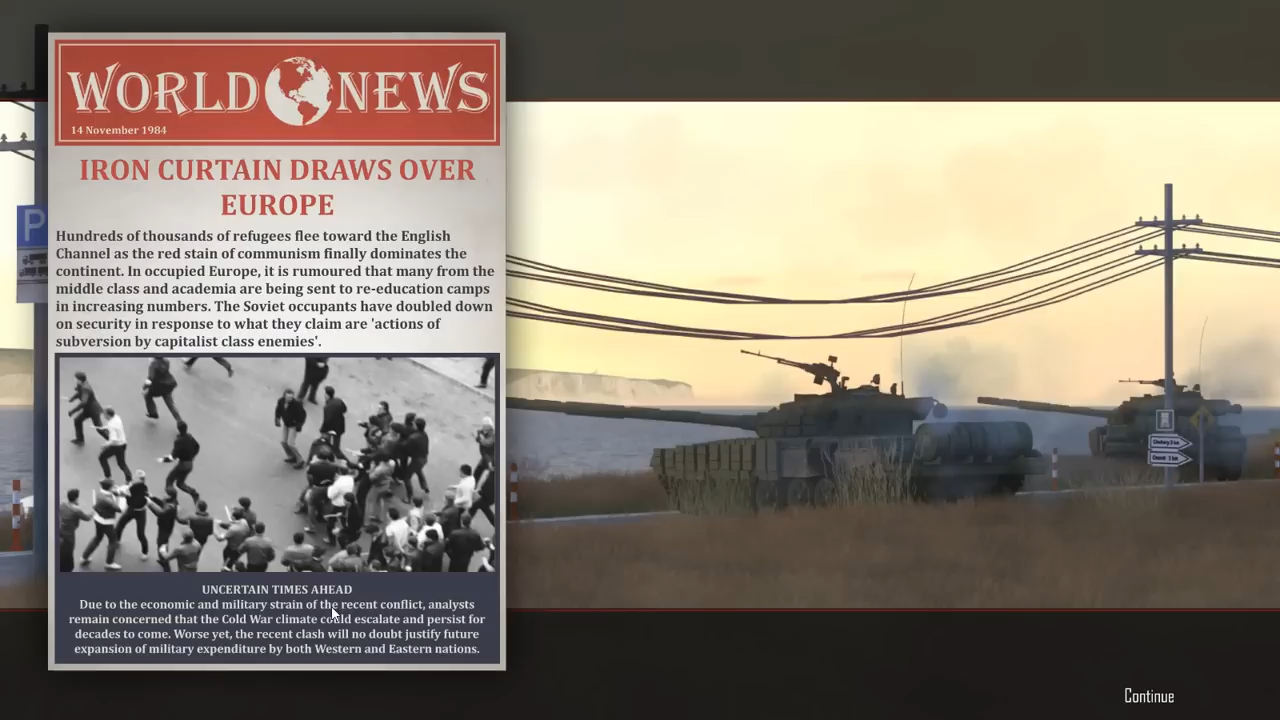 WORLD NEWS
14 November 1984
IRON CURTAIN DRAWS OVER
EUROPE
Hundreds of thousands of refugees flee toward the English
Channel as the red stain of communism finally dominates the
continent. In occupied Europe, it is rumoured that many from the
middle class and academia are being sent to re-education camps
in increasing numbers. The Soviet occupants have doubled down
on security in response to what they claim are 'actions of
subversion by capitalist class enemies'.
UNCERTAIN TIMES AHEAD
Due to the economic and military strain of the recent conflict, analysts
remain concerned that the Cold War climate could escalate and persist for
decades to come. Worse yet, the recent clash will no doubt justify future
expansion of military expenditure by both Western and Eastern nations.
P
Continue